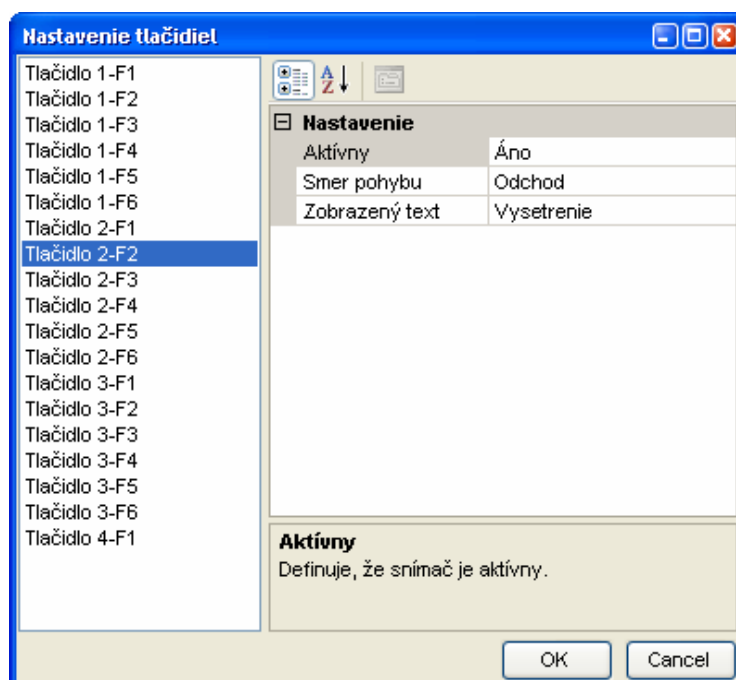 Nastavenie tlačidiel
Tlačidlo 1-F1
Tlačidlo 1-F2
Tlačidlo 1-F3
Tlačidlo 1-F4
Tlačidlo 1-F5
Tlačidlo 1-F6
Tlačidlo 2-F1
Tlačidlo 2-F2
Tlačidlo 2-F3
Tlačidlo 2-F4
Tlačidlo 2-F5
Tlačidlo 2-F6
Tlačidlo 3-F1
Tlačidlo 3-F2
Tlačidlo 3-F3
Tlačidlo 3-F4
Tlačidlo 3-F5
Tlačidlo 3-F6
Tlačidlo 4-F1
A Z
Nastavenie
Aktívny Áno
Smer pohybu Odchod
Zobrazený text Vysetrenie
Aktívny
Definuje, že snímač je aktívny.
OK Cancel